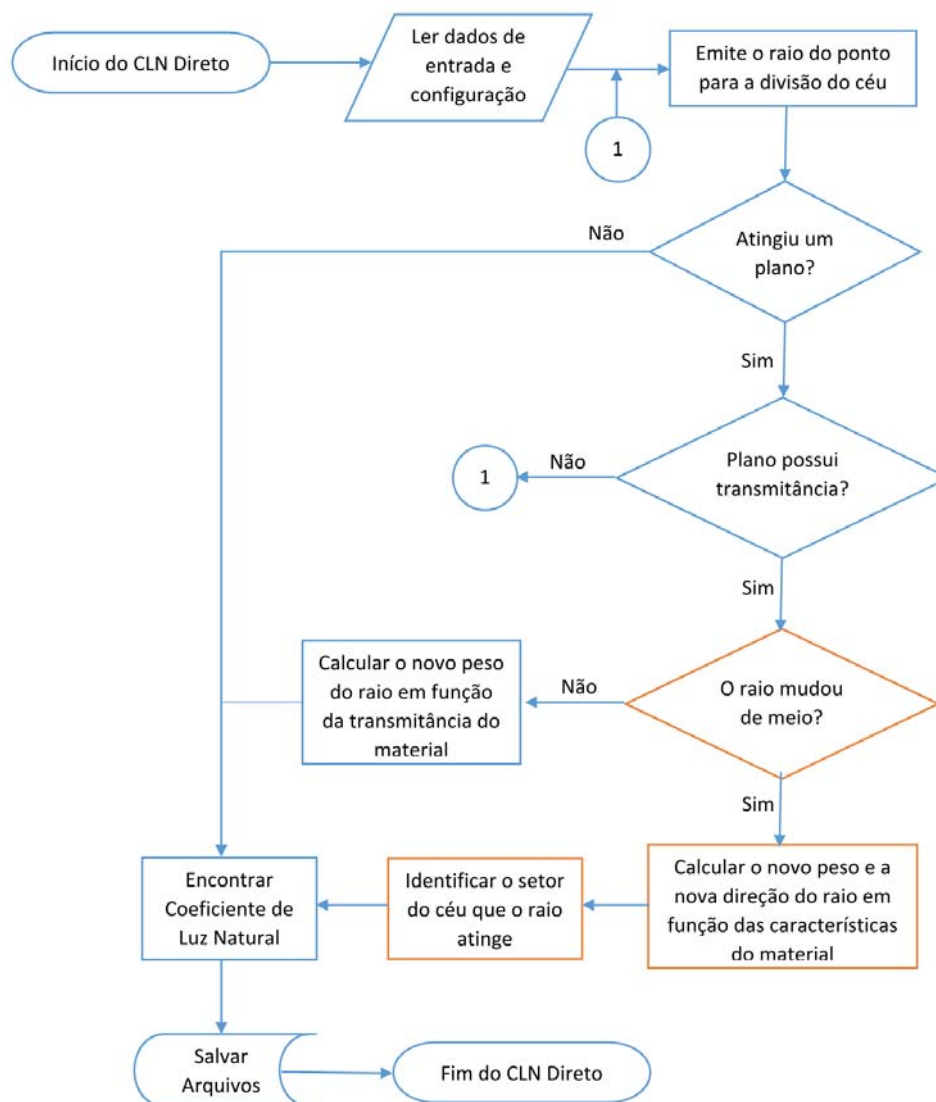 Início do CLN Direto
Ler dados de
entrada e
configuração
Emite o raio do ponto
para a divisão do céu
1
Não
Atingiu um
plano?
Sim
1
Não
Plano possui
transmitância?
Sim
Calcular o novo peso
do raio em função
da transmitância do
material
Não
O raio mudou
de meio?
Sim
Encontrar
Coeficiente de
Luz Natural
Identificar o setor
do céu que o raio
atinge
Calcular o novo peso e a
nova direção do raio em
função das características
do material
Salvar
Arquivos
Fim do CLN Direto